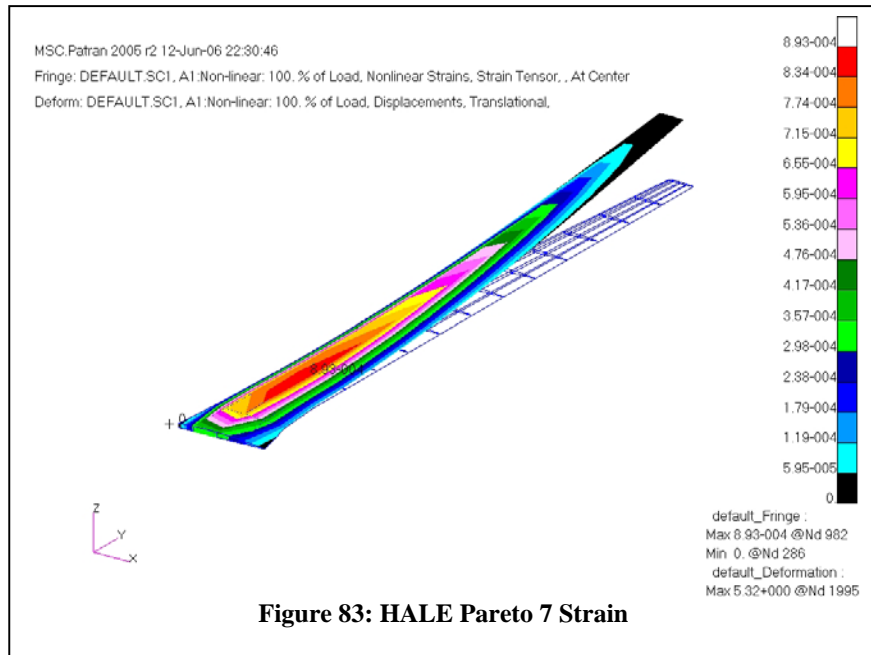 MSC.Patran 2005 r2 12-Jun-06 22:30:46
Fringe: DEFAULT.SC1, A1:Non-linear: 100. % of Load, Nonlinear Strains, Strain Tensor, , At Center
Deform: DEFAULT.SC1, A1:Non-linear: 100. % of Load, Displacements, Translational,
8.93-004
8.34-004
7.74-004
7.15-004
6.55-004
5.95-004
5.36-004
4.76-004
4.17-004
3.57-004
2.98-004
2.38-004
1.79-004
1.19-004
5.95-005
0.
8.93-004
0.
Z
Y
X
default_Fringe :
Max 8.93-004 @Nd 982
Min 0. @Nd 286
default_Deformation :
Max 5.32+000 @Nd 1995
Figure 83: HALE Pareto 7 Strain